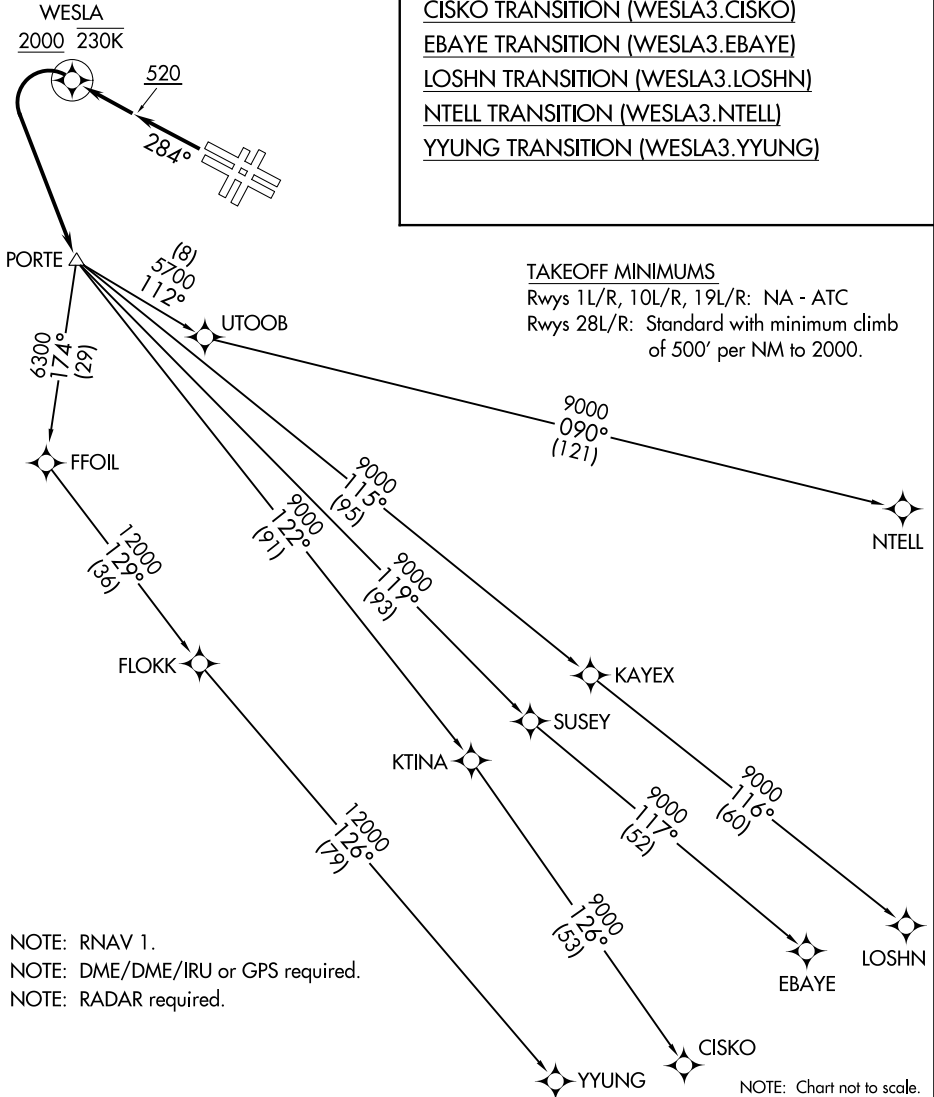 WESLA
2000 230K
520
284°
CISKO TRANSITION (WESLA3.CISKO)
EBAYE TRANSITION (WESLA3.EBAYE)
LOSHN TRANSITION (WESLA3.LOSHN)
NTELL TRANSITION (WESLA3.NTELL)
YYUNG TRANSITION (WESLA3.YYUNG)
PORTE
(8)
5700
112°
UTOOB
TAKEOFF MINIMUMS
Rwys 1L/R, 10L/R, 19L/R: NA - ATC
Rwys 28L/R: Standard with minimum climb
of 500' per NM to 2000.
6300
174°
(29)
FFOIL
9000
090°
(121)
NTELL
9000
115°
(95)
9000
122°
(91)
9000
119°
(93)
12000
129°
(36)
FLOKK
KAYEX
SUSEY
KTINA
9000
116°
(60)
9000
117°
(52)
12000
126°
(79)
9000
126°
(53)
LOSHN
EBAYE
CISKO
YYUNG
NOTE: RNAV 1.
NOTE: DME/DME/IRU or GPS required.
NOTE: RADAR required.
NOTE: Chart not to scale.